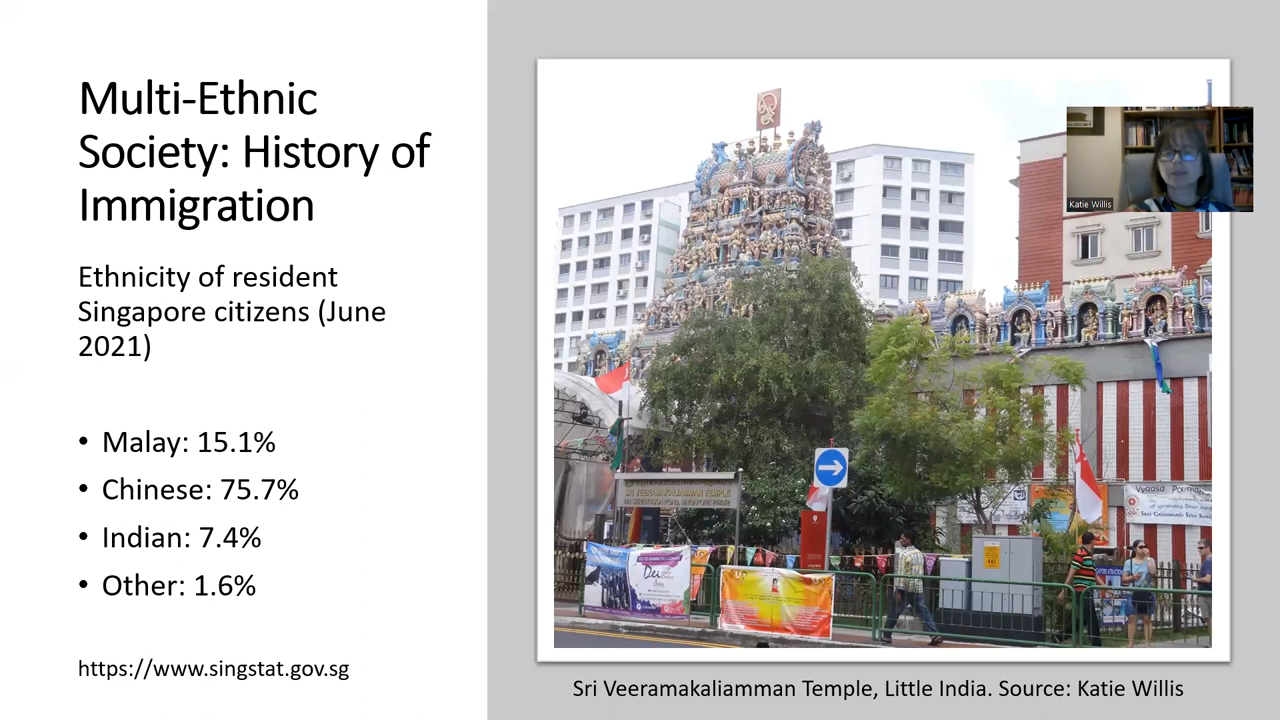 Multi-Ethnic
Society: History of
Immigration
Ethnicity of resident
Singapore citizens (June
2021)
• Malay: 15.1%
• Chinese: 75.7%
• Indian: 7.4%
• Other: 1.6%
https://www.singstat.gov.sg
Katie Willis
SRI VEERAMAKALIAMMAN TEMPLE
Sri Veeramakaliamman Temple, Little India. Source: Katie Willis